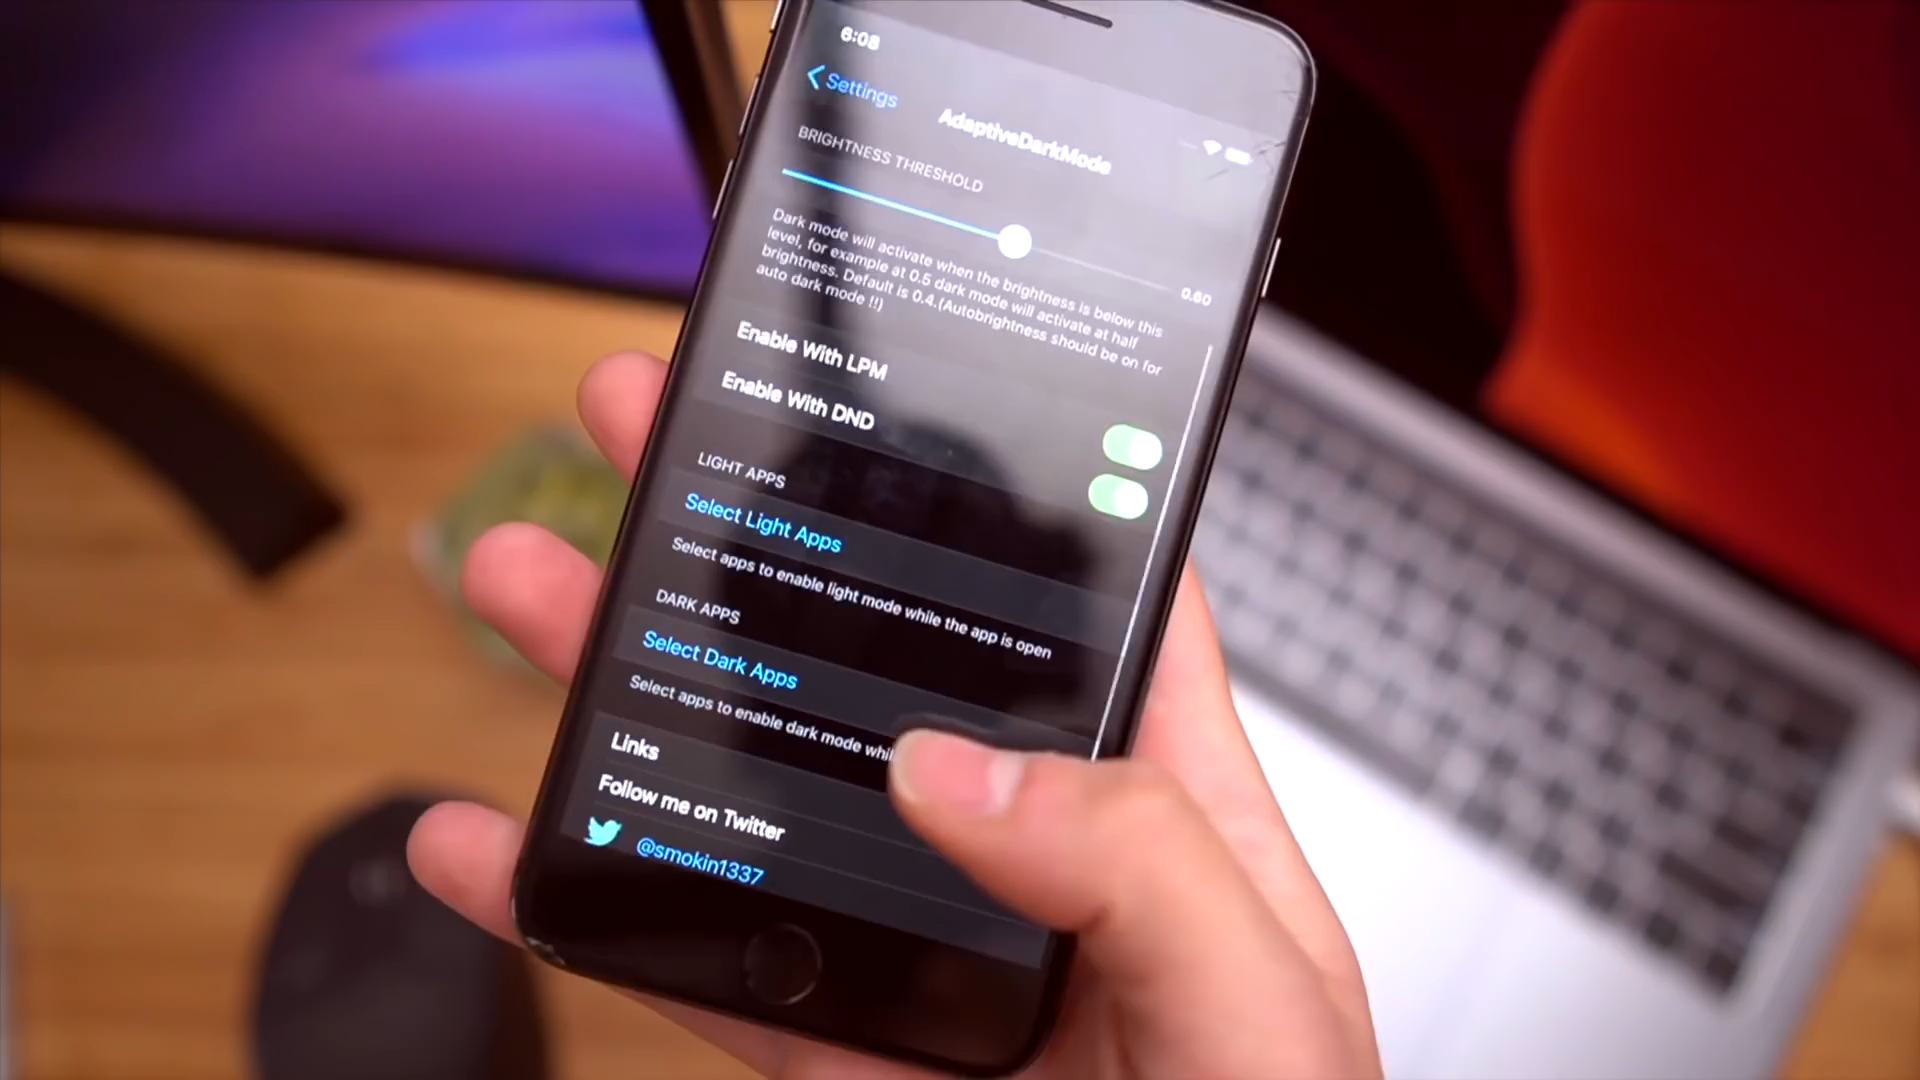 6:08
Settings
AdaptiveDarkMode
BRIGHTNESS THRESHOLD
0.60
Dark mode will activate when the brightness is below this
level, for example at 0.5 dark mode will activate at half
brightness. Default is 0.4.(Autobrightness should be on for
auto dark mode !!)
Enable With LPM
Enable With DND
LIGHT APPS
Select Light Apps
Select apps to enable light mode while the app is open
DARK APPS
Select Dark Apps
Select apps to enable dark mode whil
Links
Follow me on Twitter
@smokin1337